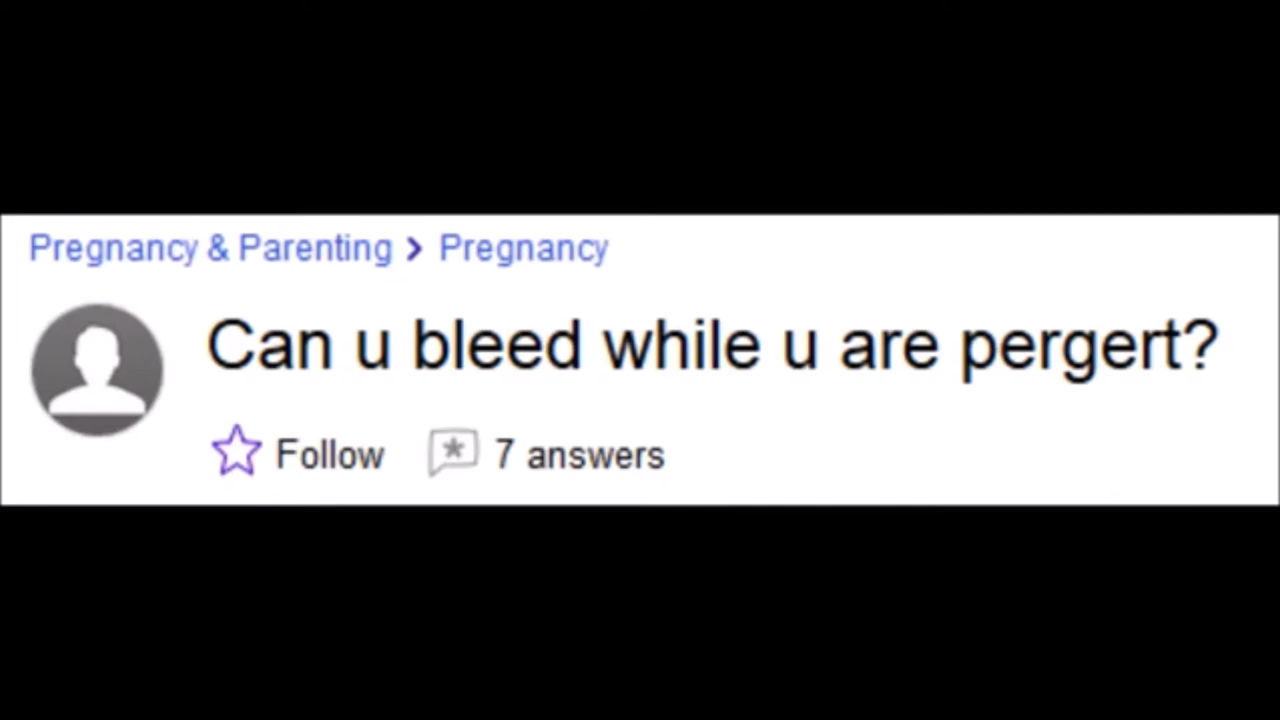 Pregnancy & Parenting > Pregnancy
Can u bleed while u are pergert?
Follow 7 answers